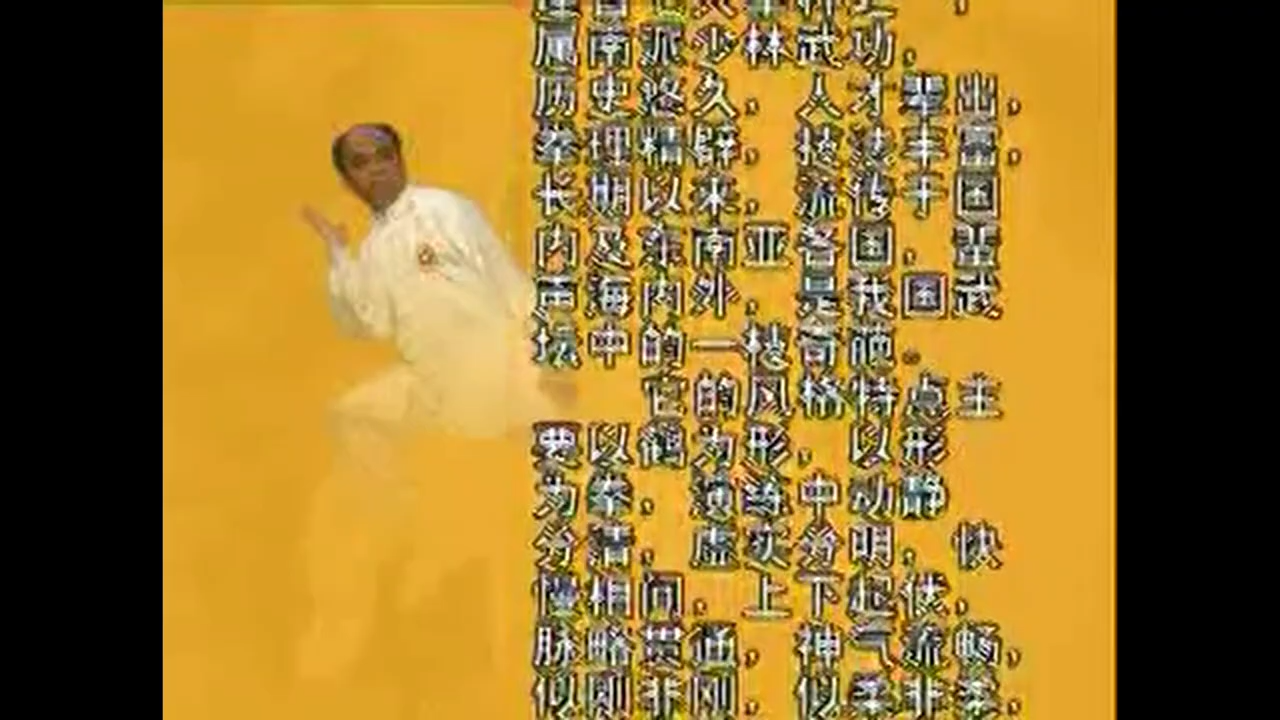 属南派少林武功,
历史悠久, 人才辈出,
拳理精辟, 技法丰富,
长期以来, 流传于国
内及东南亚各国, 蜚
声海内外, 是我国武
坛中的一枝奇葩。
它的风格特点主
要以鹤为形, 以形
为拳, 演练中动静
分清, 虚实分明, 快
慢相间, 上下起伏,
脉略贯通, 神气流畅,
似刚非刚, 似柔非柔,